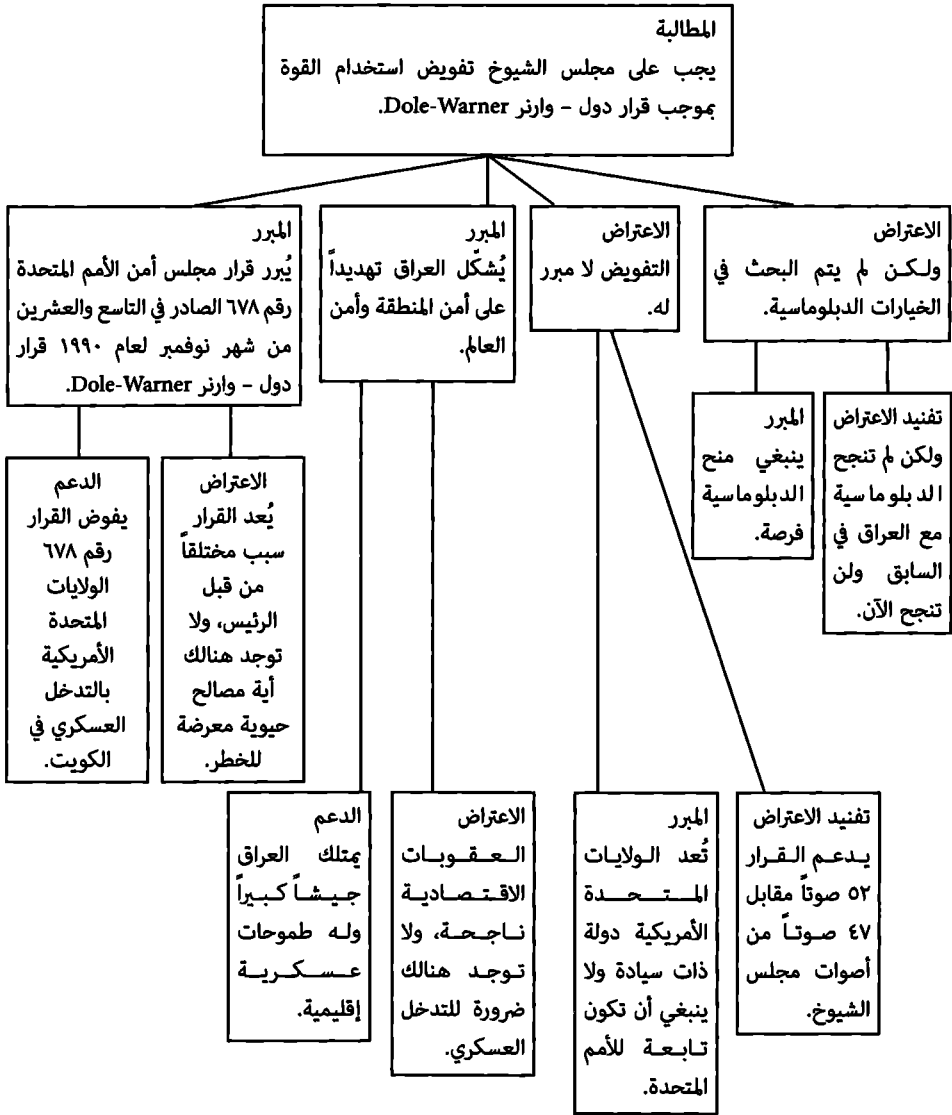 المطالبة
يجب على مجلس الشيوخ تفويض استخدام القوة
بموجب قرار دول – وارنر Dole-Warner.
المبرر
يُبرر قرار مجلس أمن الأمم المتحدة
رقم ٦٧٨ الصادر في التاسع والعشرين
من شهر نوفمبر لعام ١٩٩٠ قرار
دول – وارنر Dole-Warner.
المبرر
يُشكّل العراق تهديداً
على أمن المنطقة وأمن
العالم.
الاعتراض
التفويض لا مبرر
له.
الاعتراض
ولكن لم يتم البحث في
الخيارات الدبلوماسية.
الدعم
يفوض القرار
رقم ٦٧٨
الولايات
المتحدة
الأمريكية
بالتدخل
العسكري في
الكويت.
الاعتراض
يُعد القرار
سبب مختلقاً
من قبل
الرئيس، ولا
توجد هنالك
أية مصالح
حيوية معرضة
للخطر.
المبرر
ينبغي منح
الدبلوماسية
فرصة.
تفنيد الاعتراض
ولكن لم تنجح
الدبلوماسية
مع العراق في
السابق ولن
تنجح الآن.
الدعم
يمتلك العراق
جيشاً كبيراً
وله طموحات
عسكرية
إقليمية.
الاعتراض
العقوبات
الاقتصادية
ناجحة، ولا
توجد هنالك
ضرورة للتدخل
العسكري.
المبرر
تُعد الولايات
المتحدة
الأمريكية دولة
ذات سيادة ولا
ينبغي أن تكون
تابعة للأمم
المتحدة.
تفنيد الاعتراض
يدعم القرار
٥٢ صوتاً مقابل
٤٧ صوتاً من
أصوات مجلس
الشيوخ.